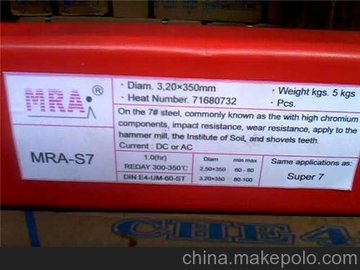 MRA ®
· Diam. 3,20×350mm
· Heat Number. 71680732
· Weight kgs. 5 kgs
· Pcs.
On the 7# steel, commonly known as the with high chromium
components, impact resistance, wear resistance, apply to the
hammer mill, the Institute of Soil, and shovels teeth.
Current : DC or AC
MRA-S7
1.0(hr)
REDAY 300-350℃
DIN E4-UM-60-ST
Diam min max
2,50×350 60 - 80
3,20×350 80-100
Same applications as:
Super 7
china.makepolo.com